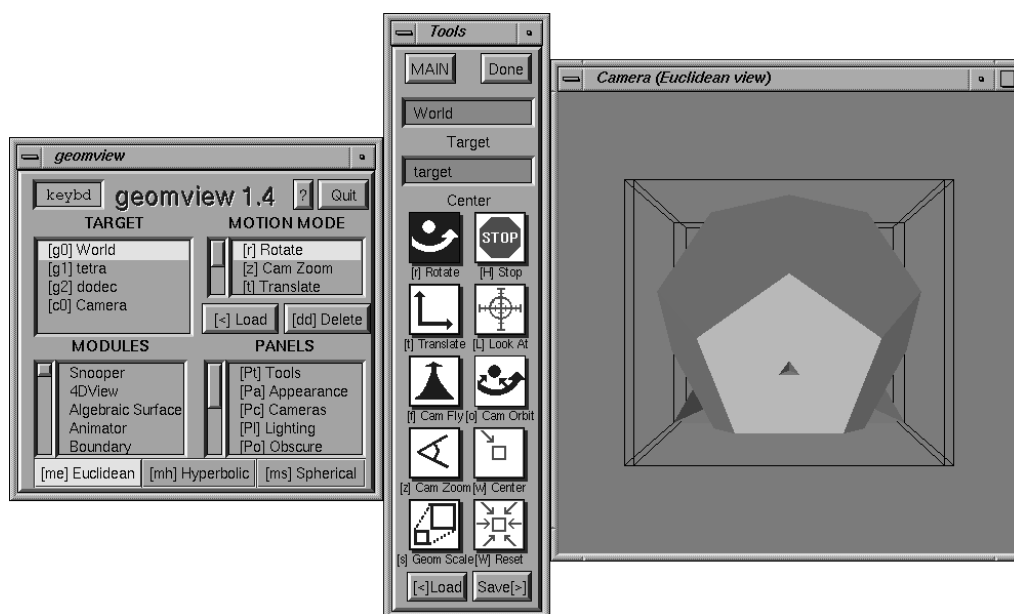 geomview
keybd geomview 1.4 ? Quit
TARGET
[g0] World
[g1] tetra
[g2] dodec
[c0] Camera
MOTION MODE
[r] Rotate
[z] Cam Zoom
[t] Translate
[<] Load [dd] Delete
MODULES
Snooper
4DView
Algebraic Surface
Animator
Boundary
PANELS
[Pt] Tools
[Pa] Appearance
[Pc] Cameras
[Pl] Lighting
[Po] Obscure
[me] Euclidean [mh] Hyperbolic [ms] Spherical
Tools
MAIN Done
World
Target
target
Center
STOP
[r] Rotate [H] Stop
[t] Translate [L] Look At
[f] Cam Fly [o] Cam Orbit
[z] Cam Zoom [w] Center
[s] Geom Scale [W] Reset
[<]Load Save[>]
Camera (Euclidean view)